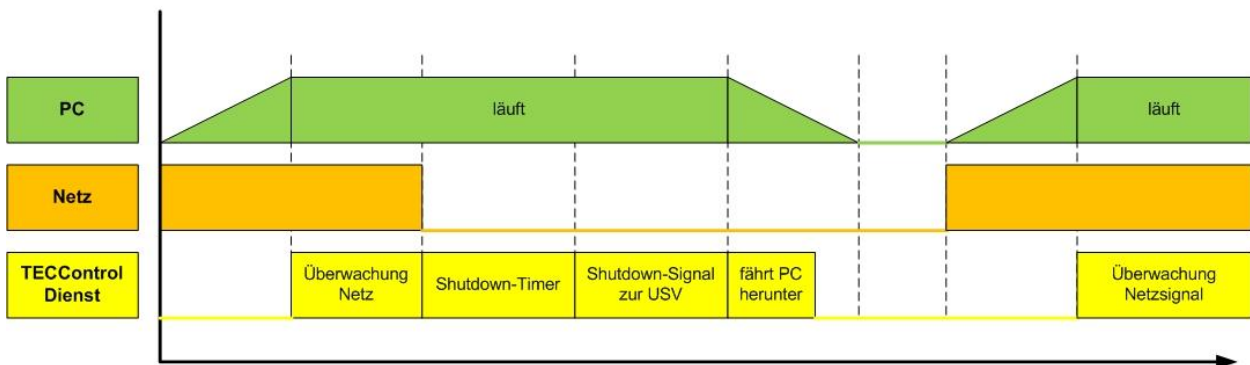 PC
läuft
läuft
Netz
TECControl
Dienst
Überwachung
Netz
Shutdown-Timer
Shutdown-Signal
zur USV
fährt PC
herunter
Überwachung
Netzsignal